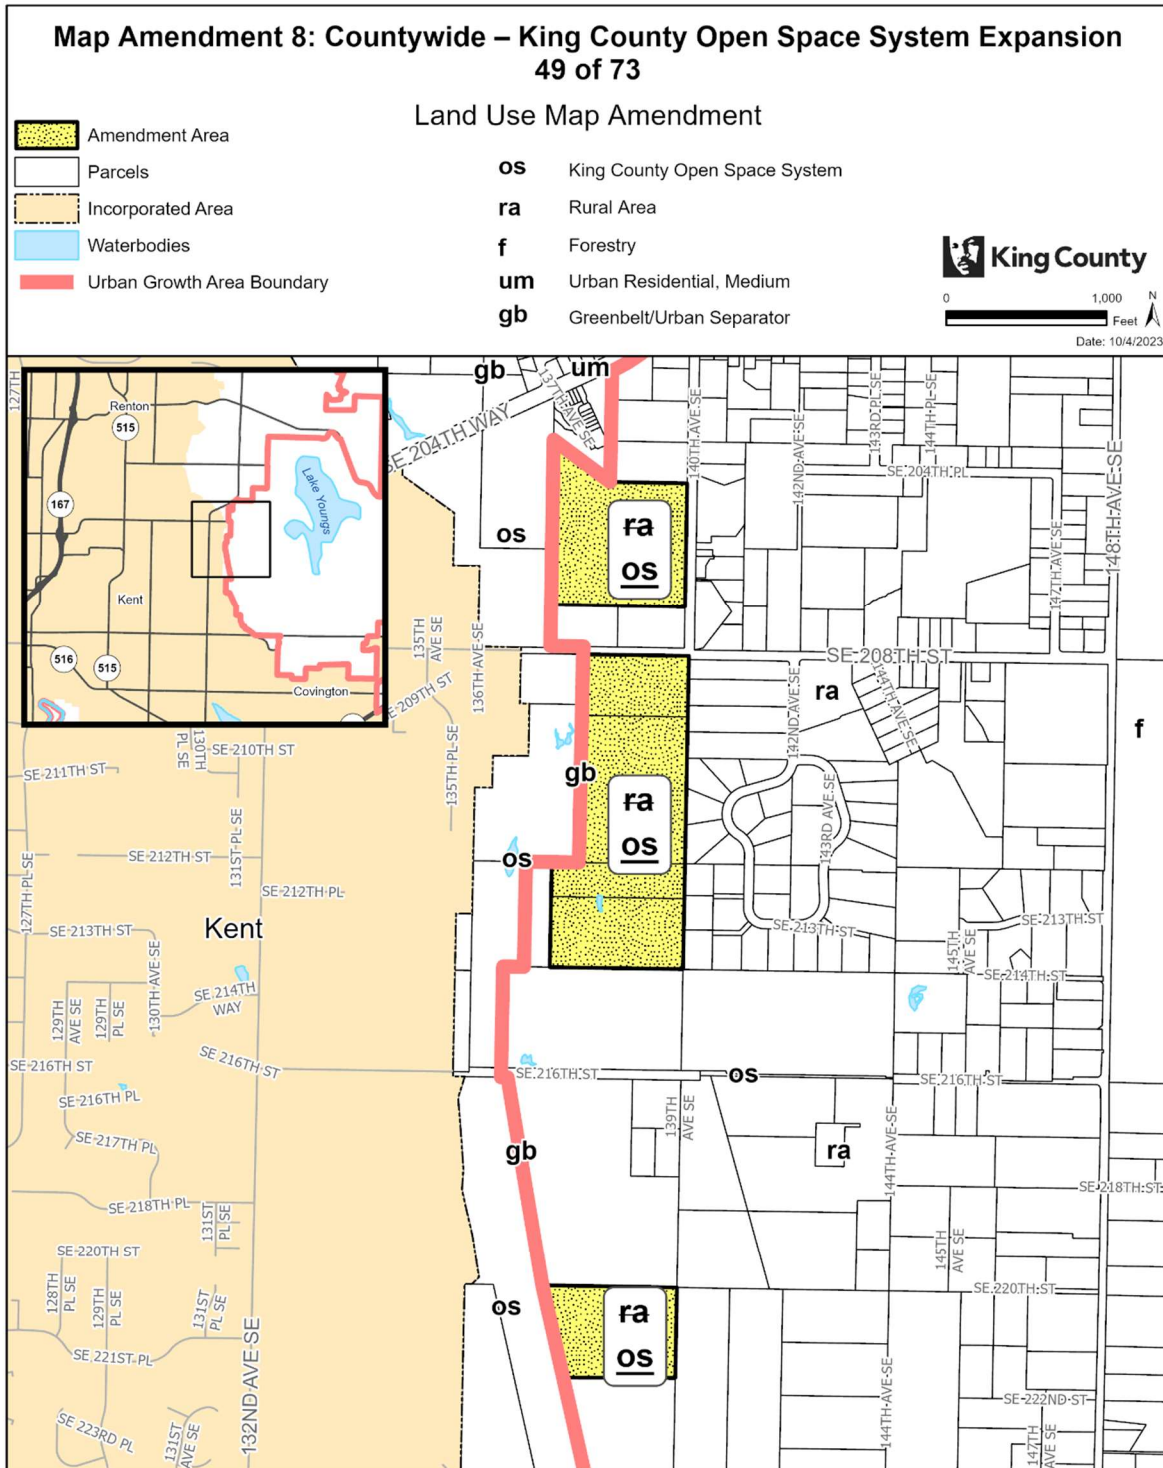 Map Amendment 8: Countywide – King County Open Space System Expansion
49 of 73
Land Use Map Amendment
Amendment Area
Parcels
Incorporated Area
Waterbodies
Urban Growth Area Boundary
os King County Open Space System
ra Rural Area
f Forestry
um Urban Residential, Medium
gb Greenbelt/Urban Separator
King County
0 1,000
Feet
N
Date: 10/4/2023
127TH
Renton
515
167
Lake Youngs
Kent
516
515
Covington
gb
um
137TH AVE SE
SE 204TH WAY
140TH AVE SE
142ND AVE SE
143RD PL SE
144TH PL SE
SE 204TH PL
148TH AVE SE
147TH AVE SE
os
ra
os
135TH
AVE SE
136TH AVE SE
SE 208TH ST
SE 209TH ST
ra
142ND AVE SE
144TH AVE SE
f
130TH
PL SE
SE 210TH ST
SE 211TH ST
135TH PL SE
gb
ra
os
143RD AVE SE
131ST PL SE
SE 212TH ST
os
127TH PL SE
SE 212TH PL
Kent
SE 213TH ST
SE 213TH ST
SE 213TH ST
130TH AVE SE
145TH
AVE SE
SE 214TH
WAY
SE 214TH ST
129TH
AVE SE
129TH
PL SE
SE 216TH ST
SE 216TH ST
SE 216TH ST
os
SE 216TH ST
SE 216TH PL
139TH
AVE SE
SE 217TH PL
gb
ra
144TH AVE SE
SE 218TH ST
SE 218TH PL
131ST
PL SE
145TH
AVE SE
SE 220TH ST
SE 220TH ST
128TH
PL SE
129TH
PL SE
131ST
PL SE
os
ra
os
SE 221ST PL
132ND AVE SE
144TH AVE SE
SE 222ND ST
SE 223RD PL
131ST
AVE SE
147TH
AVE SE